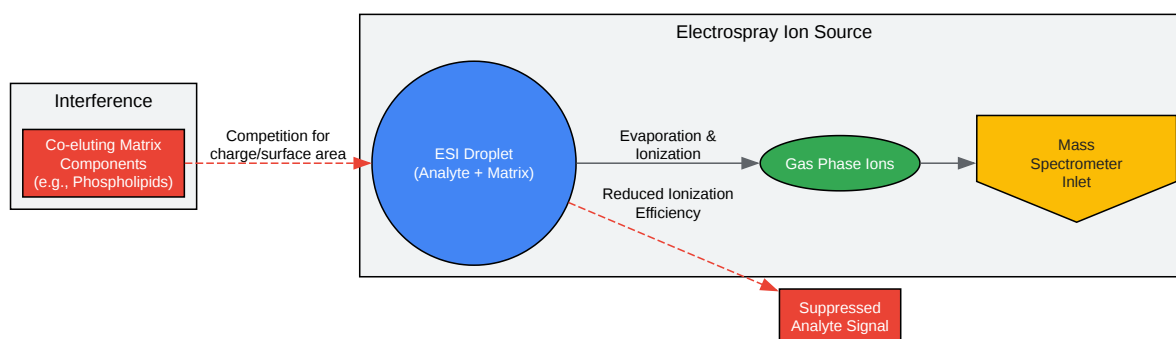 Electrospray Ion Source
Interference
Co-eluting Matrix
Components
(e.g., Phospholipids)
Competition for
charge/surface area
ESI Droplet
(Analyte + Matrix)
Evaporation &
Ionization
Reduced Ionization
Efficiency
Gas Phase Ions
Mass
Spectrometer
Inlet
Suppressed
Analyte Signal